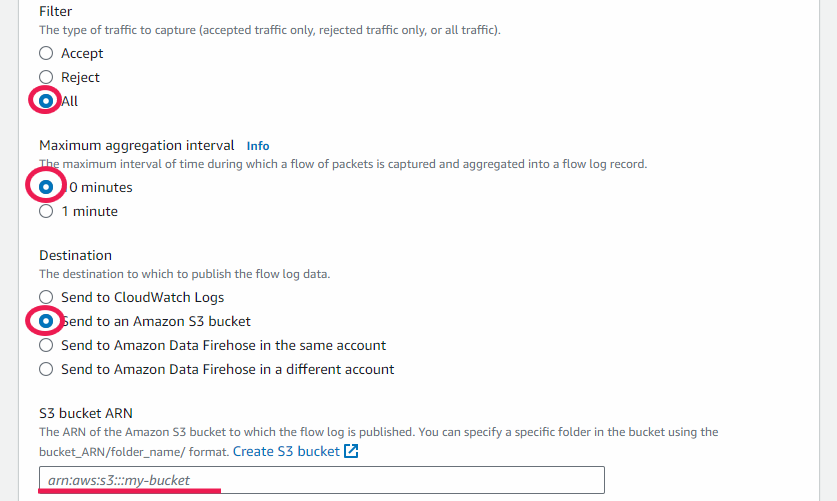 Filter
The type of traffic to capture (accepted traffic only, rejected traffic only, or all traffic).
Accept
Reject
All
Maximum aggregation interval Info
The maximum interval of time during which a flow of packets is captured and aggregated into a flow log record.
10 minutes
1 minute
Destination
The destination to which to publish the flow log data.
Send to CloudWatch Logs
Send to an Amazon S3 bucket
Send to Amazon Data Firehose in the same account
Send to Amazon Data Firehose in a different account
S3 bucket ARN
The ARN of the Amazon S3 bucket to which the flow log is published. You can specify a specific folder in the bucket using the
bucket_ARN/folder_name/ format. Create S3 bucket
arn:aws:s3:::my-bucket